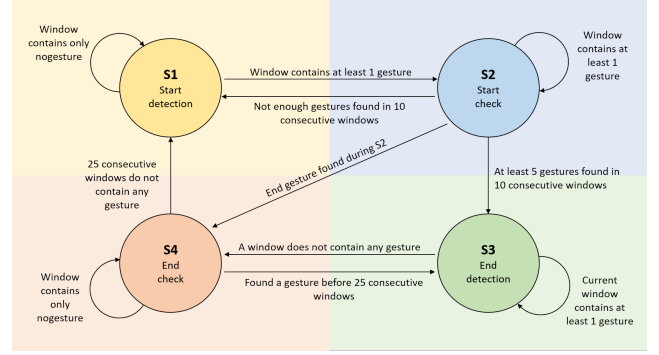 Window
contains only
nogesture
S1
Start
detection
Window contains at least 1 gesture
Not enough gestures found in 10
consecutive windows
S2
Start
check
Window
contains at
least 1
gesture
25 consecutive
windows do not
contain any
gesture
End gesture found during S2
At least 5 gestures found in
10 consecutive windows
S4
End
check
Window
contains
only
nogesture
A window does not contain any gesture
Found a gesture before 25 consecutive
windows
S3
End
detection
Current
window
contains at
least 1 gesture